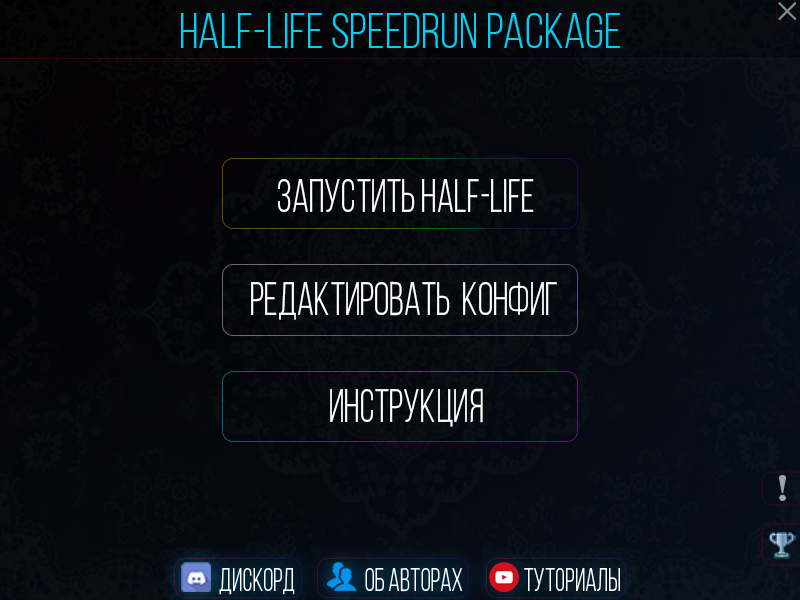 HALF-LIFE SPEEDRUN PACKAGE
ЗАПУСТИТЬ HALF-LIFE
РЕДАКТИРОВАТЬ КОНФИГ
ИНСТРУКЦИЯ
!
ДИСКОРД ОБ АВТОРАХ ТУТОРИАЛЫ